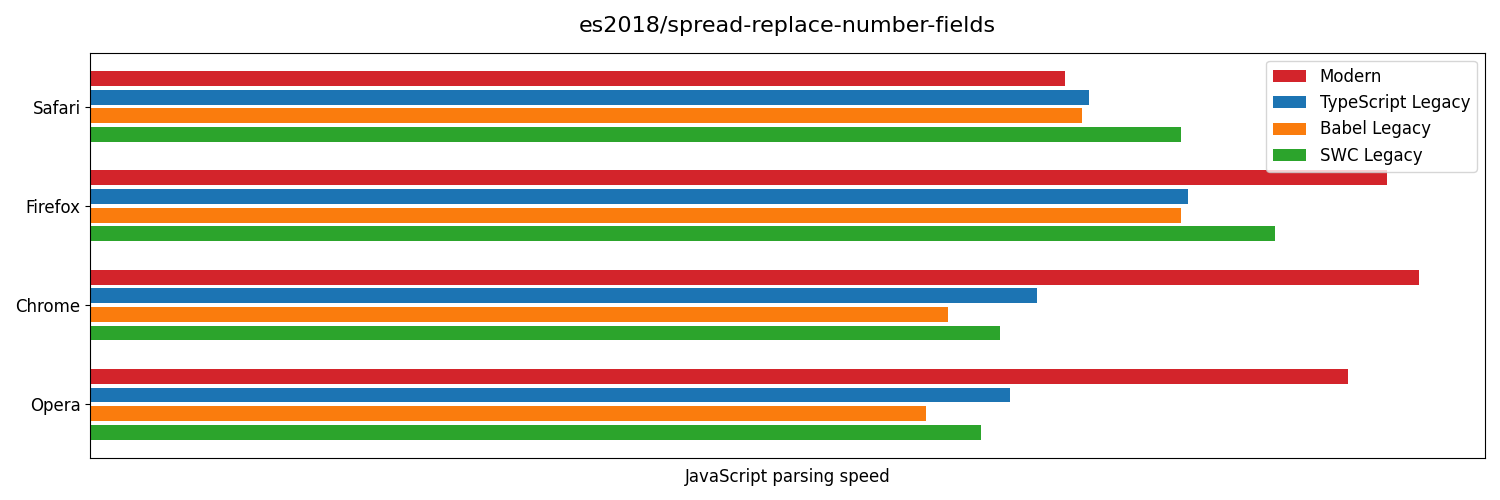 es2018/spread-replace-number-fields
Modern
TypeScript Legacy
Babel Legacy
SWC Legacy
Safari
Firefox
Chrome
Opera
JavaScript parsing speed